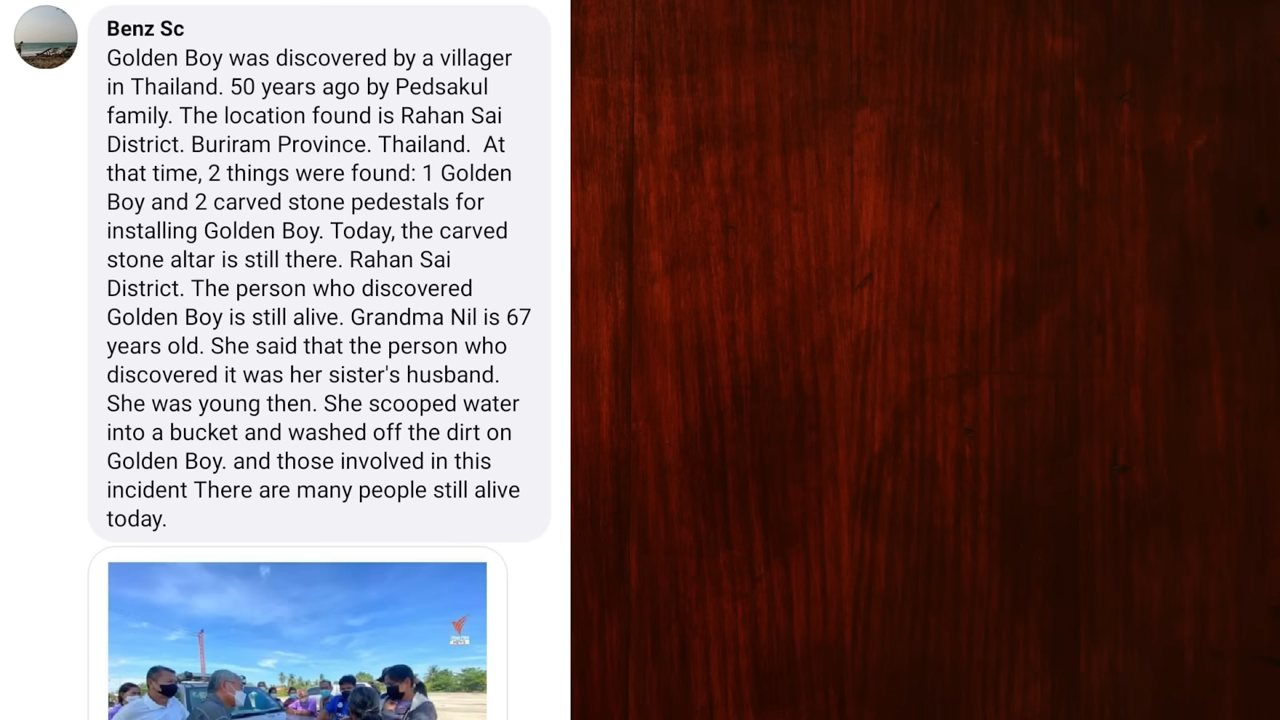 Benz Sc
Golden Boy was discovered by a villager
in Thailand. 50 years ago by Pedsakul
family. The location found is Rahan Sai
District. Buriram Province. Thailand.  At
that time, 2 things were found: 1 Golden
Boy and 2 carved stone pedestals for
installing Golden Boy. Today, the carved
stone altar is still there. Rahan Sai
District. The person who discovered
Golden Boy is still alive. Grandma Nil is 67
years old. She said that the person who
discovered it was her sister's husband.
She was young then. She scooped water
into a bucket and washed off the dirt on
Golden Boy. and those involved in this
incident There are many people still alive
today.